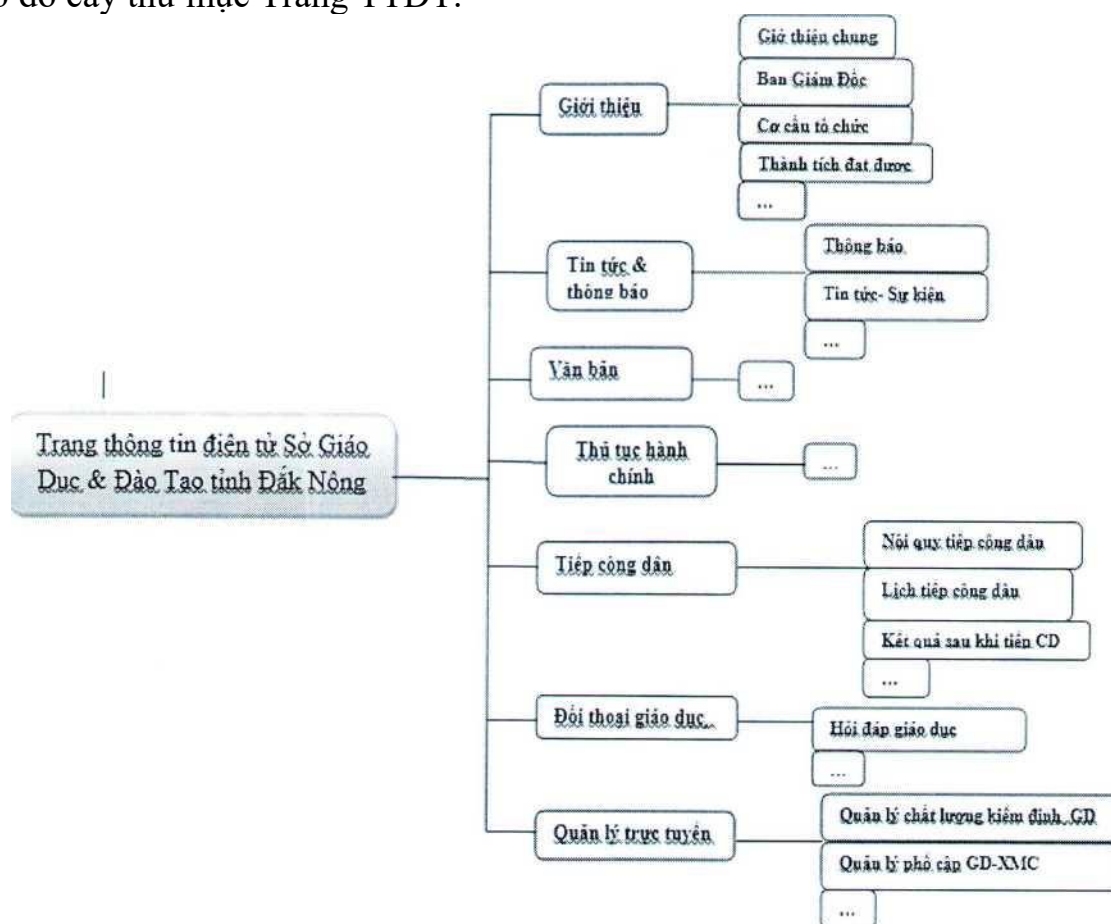 đồ cây thư mục Trang TTĐT:
Giớ thiệu chung
Ban Giám Đốc
Giới thiệu
Cơ cấu tổ chức
Thành tích đạt được
...
Thông báo
Tin tức &
thông báo
Tin tức- Sự kiện
...
Văn bản
...
Trang thông tin điện tử Sở Giáo
Dục & Đào Tạo tỉnh Đắk Nông
Thủ tục hành
chính
...
Nội quy tiếp công dân
Tiếp công dân
Lịch tiếp công dân
Kết quả sau khi tiến CD
...
Đối thoại giáo dục
Hỏi đáp giáo dục
...
Quản lý chất lượng kiểm định GD
Quản lý trực tuyến
Quản lý phổ cập GD-XMC
...